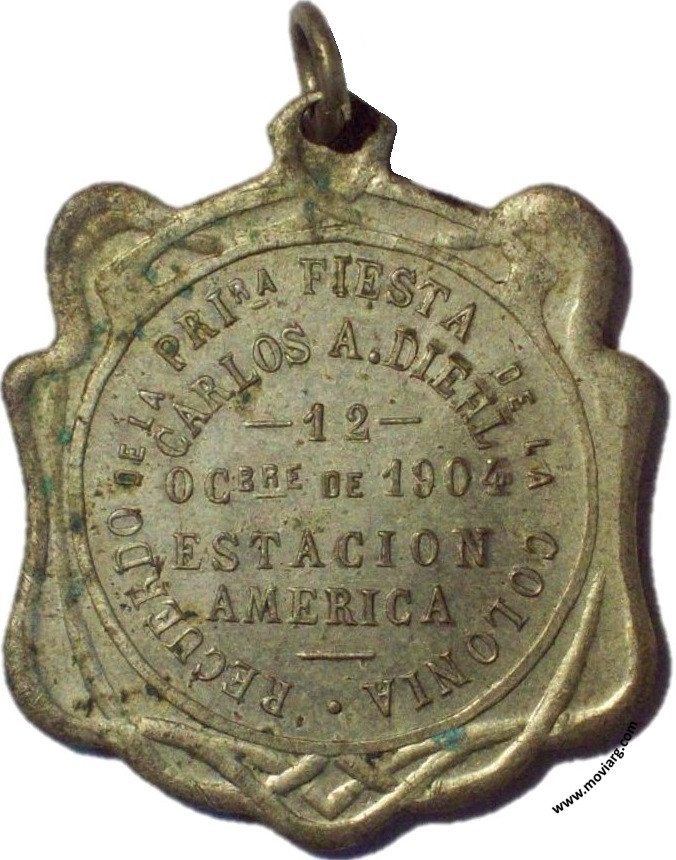 RECUERDO DE LA PRIRA FIESTA DE LA COLONIA ·
CARLOS A. DIEHL
— 12 —
OCBRE DE 1904
ESTACION
AMERICA
www.moviarg.com